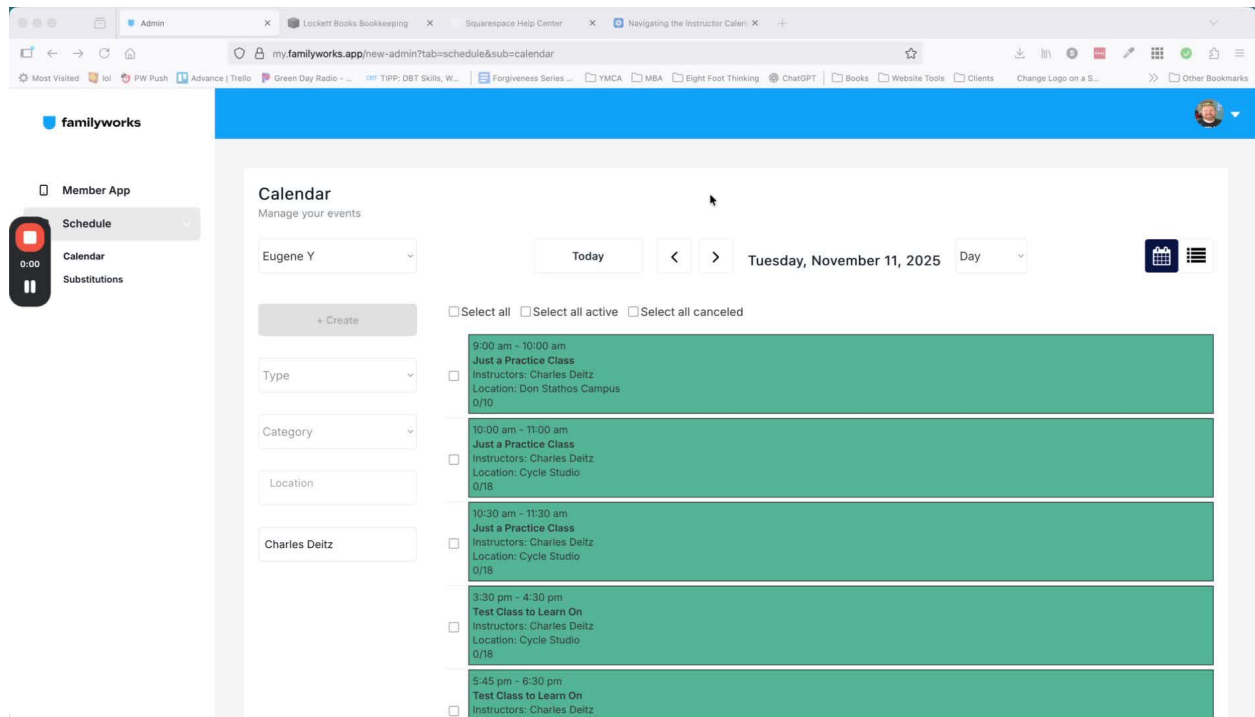 Admin
Lockett Books Bookkeeping
Squarespace Help Center
Navigating the Instructor Calen
my.familyworks.app/new-admin?tab=schedule&sub=calendar
Most Visited
lol
PW Push
Advance | Trello
Green Day Radio - ...
TIPP: DBT Skills, W...
Forgiveness Series ...
YMCA
MBA
Eight Foot Thinking
ChatGPT
Books
Website Tools
Clients
Change Logo on a S...
Other Bookmarks
familyworks
Member App
Schedule
Calendar
Substitutions
0:00
Calendar
Manage your events
Eugene Y
Today
Tuesday, November 11, 2025
Day
+ Create
Type
Category
Location
Charles Deitz
Select all
Select all active
Select all canceled
9:00 am - 10:00 am
Just a Practice Class
Instructors: Charles Deitz
Location: Don Stathos Campus
0/10
10:00 am - 11:00 am
Just a Practice Class
Instructors: Charles Deitz
Location: Cycle Studio
0/18
10:30 am - 11:30 am
Just a Practice Class
Instructors: Charles Deitz
Location: Cycle Studio
0/18
3:30 pm - 4:30 pm
Test Class to Learn On
Instructors: Charles Deitz
Location: Cycle Studio
0/18
5:45 pm - 6:30 pm
Test Class to Learn On
Instructors: Charles Deitz